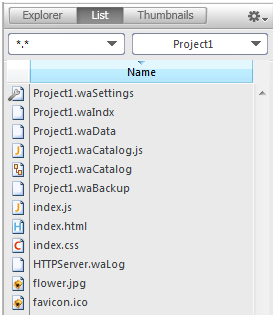 Explorer List Thumbnails
*.* Project1
Name
Project1.waSettings
Project1.waIndx
Project1.waData
Project1.waCatalog.js
Project1.waCatalog
Project1.waBackup
index.js
index.html
index.css
HTTPServer.waLog
flower.jpg
favicon.ico